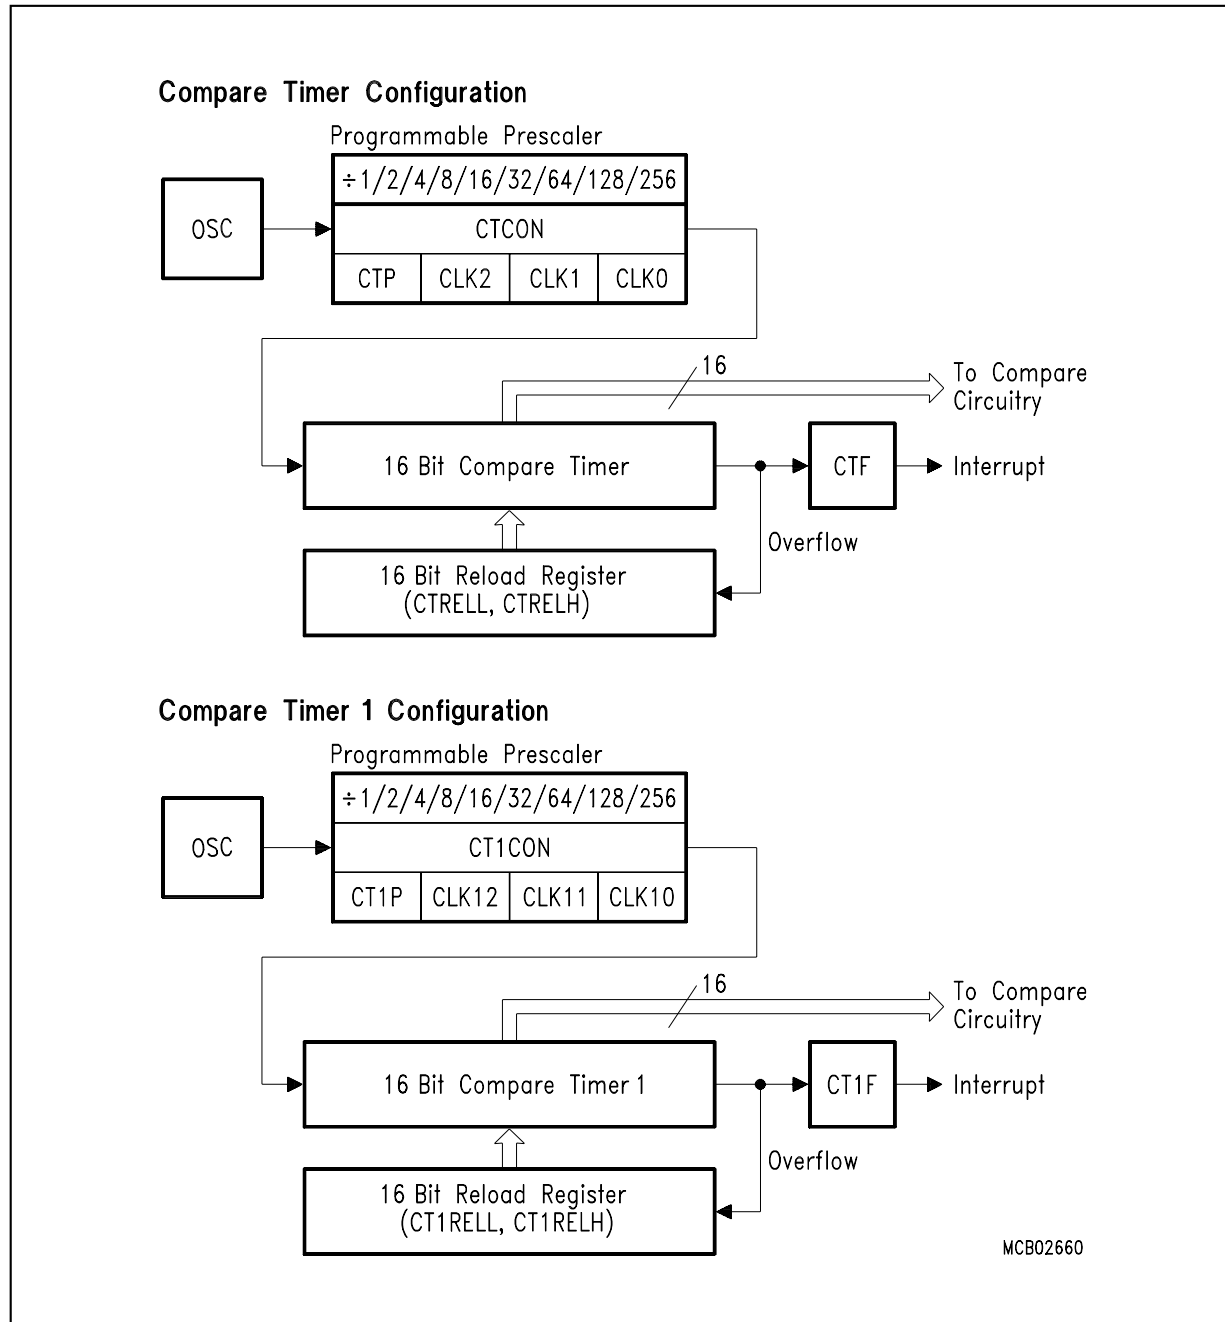 Compare Timer Configuration
Programmable Prescaler
÷1/2/4/8/16/32/64/128/256
OSC
CTCON
CTP CLK2 CLK1 CLK0
16
To Compare
Circuitry
16 Bit Compare Timer
CTF
Interrupt
Overflow
16 Bit Reload Register
(CTRELL, CTRELH)
Compare Timer 1 Configuration
Programmable Prescaler
÷1/2/4/8/16/32/64/128/256
OSC
CT1CON
CT1P CLK12 CLK11 CLK10
16
To Compare
Circuitry
16 Bit Compare Timer 1
CT1F
Interrupt
Overflow
16 Bit Reload Register
(CT1RELL, CT1RELH)
MCB02660